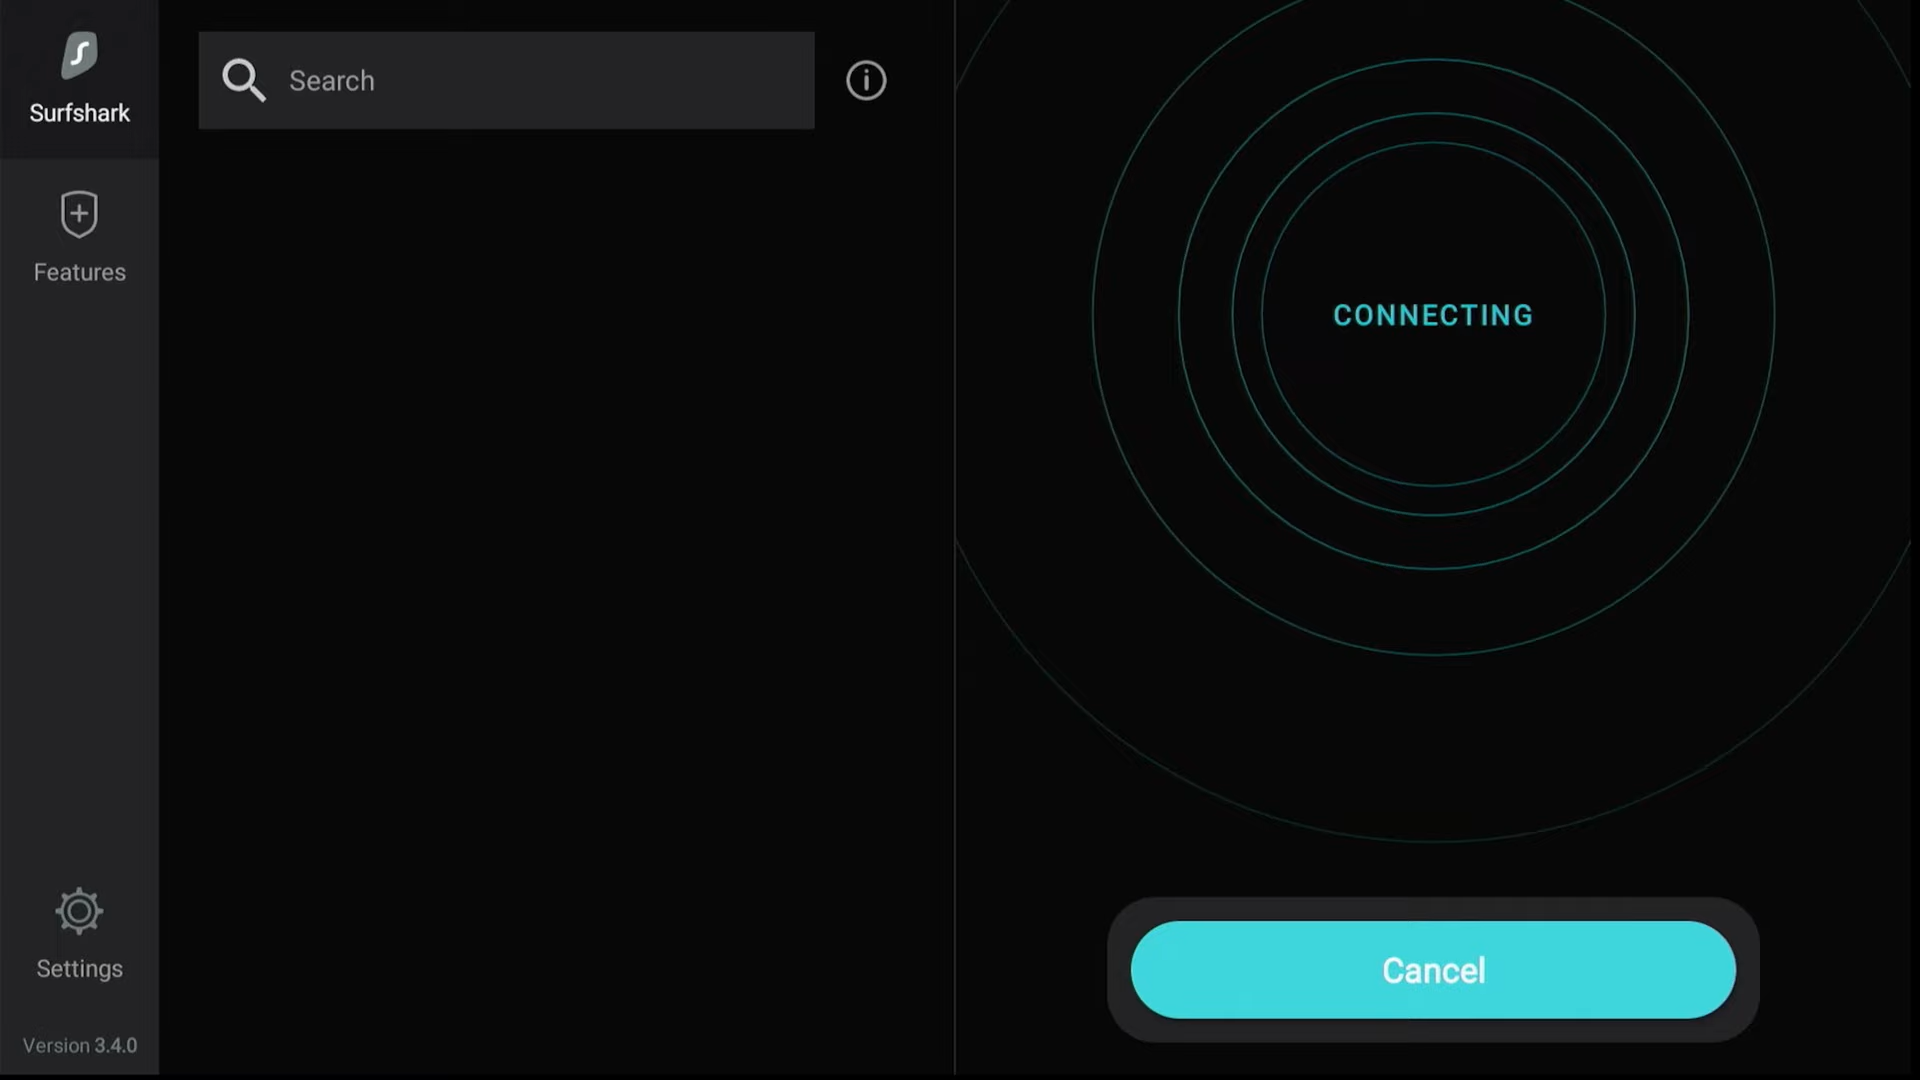 Surfshark
Search
Features
CONNECTING
Cancel
Settings
Version 3.4.0